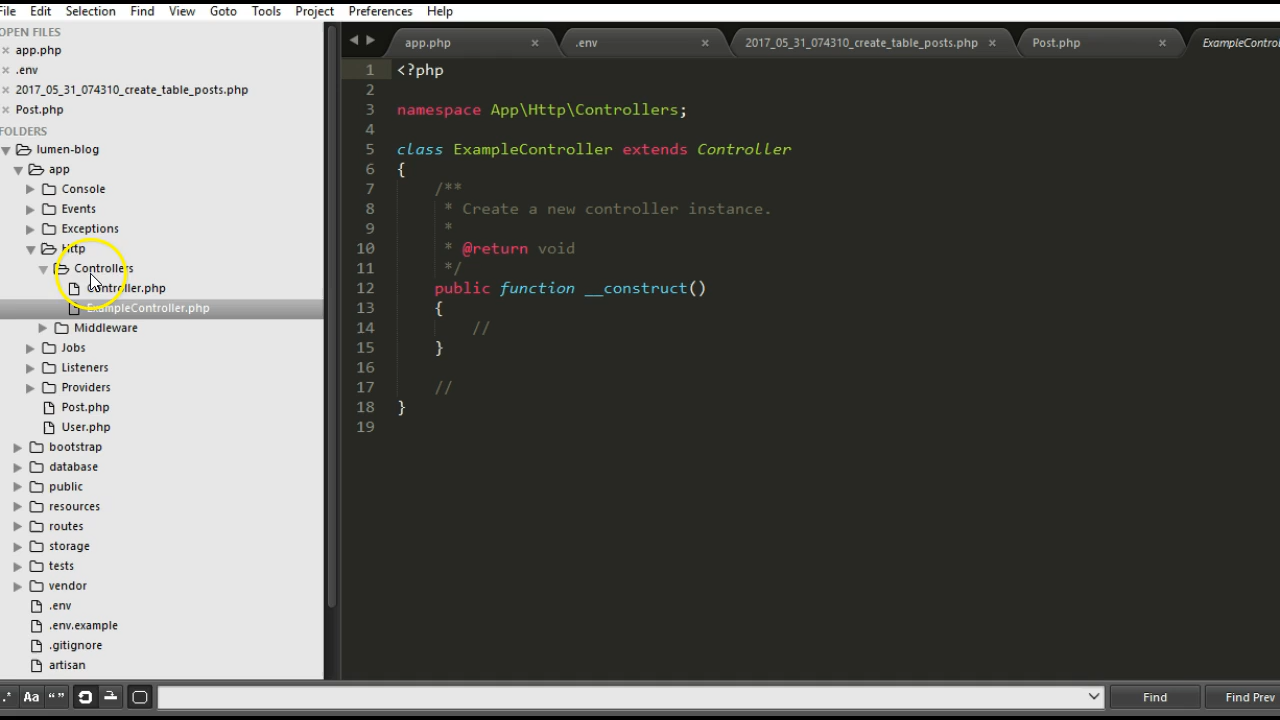 File Edit Selection Find View Goto Tools Project Preferences Help
OPEN FILES
app.php
.env
2017_05_31_074310_create_table_posts.php
Post.php
FOLDERS
lumen-blog
app
Console
Events
Exceptions
Http
Controllers
Controller.php
ExampleController.php
Middleware
Jobs
Listeners
Providers
Post.php
User.php
bootstrap
database
public
resources
routes
storage
tests
vendor
.env
.env.example
.gitignore
artisan
app.php .env 2017_05_31_074310_create_table_posts.php Post.php ExampleControl
1 <?php
2
3 namespace App\Http\Controllers;
4
5 class ExampleController extends Controller
6 {
7 /**
8 * Create a new controller instance.
9 *
10 * @return void
11 */
12 public function __construct()
13 {
14 //
15 }
16
17 //
18 }
19
.* Aa “” Find Find Prev